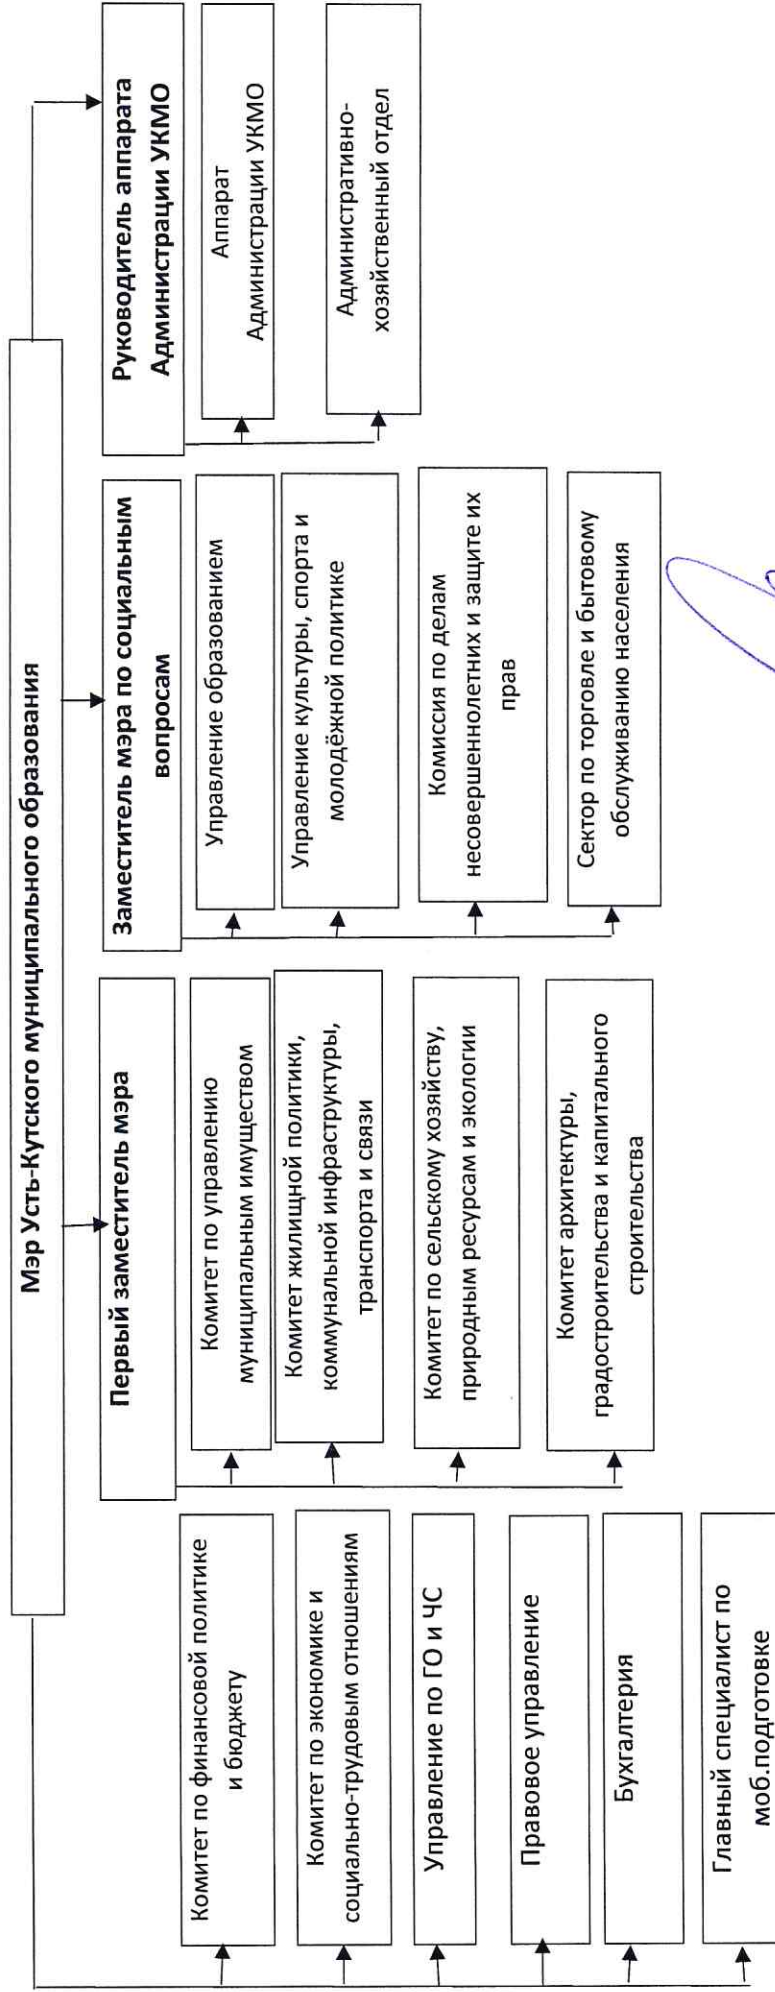 Мэр Усть-Кутского муниципального образования
Комитет по финансовой политике
и бюджету
Комитет по экономике и
социально-трудовым отношениям
Управление по ГО и ЧС
Правовое управление
Бухгалтерия
Главный специалист по
моб.подготовке
Первый заместитель мэра
Комитет по управлению
муниципальным имуществом
Комитет жилищной политики,
коммунальной инфраструктуры,
транспорта и связи
Комитет по сельскому хозяйству,
природным ресурсам и экологии
Комитет архитектуры,
градостроительства и капитального
строительства
Заместитель мэра по социальным
вопросам
Управление образованием
Управление культуры, спорта и
молодёжной политике
Комиссия по делам
несовершеннолетних и защите их
прав
Сектор по торговле и бытовому
обслуживанию населения
Руководитель аппарата
Администрации УКМО
Аппарат
Администрации УКМО
Административно-
хозяйственный отдел